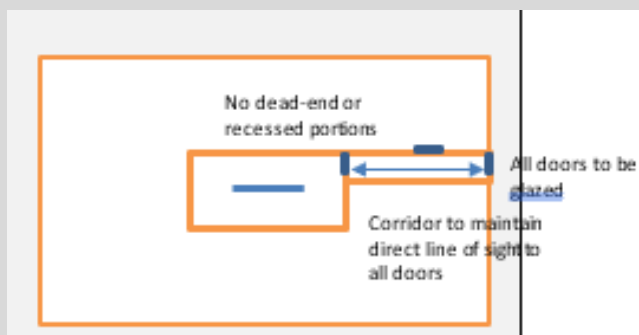 No dead-end or
recessed portions
All doors to be
glazed
Corridor to maintain
direct line of sight to
all doors